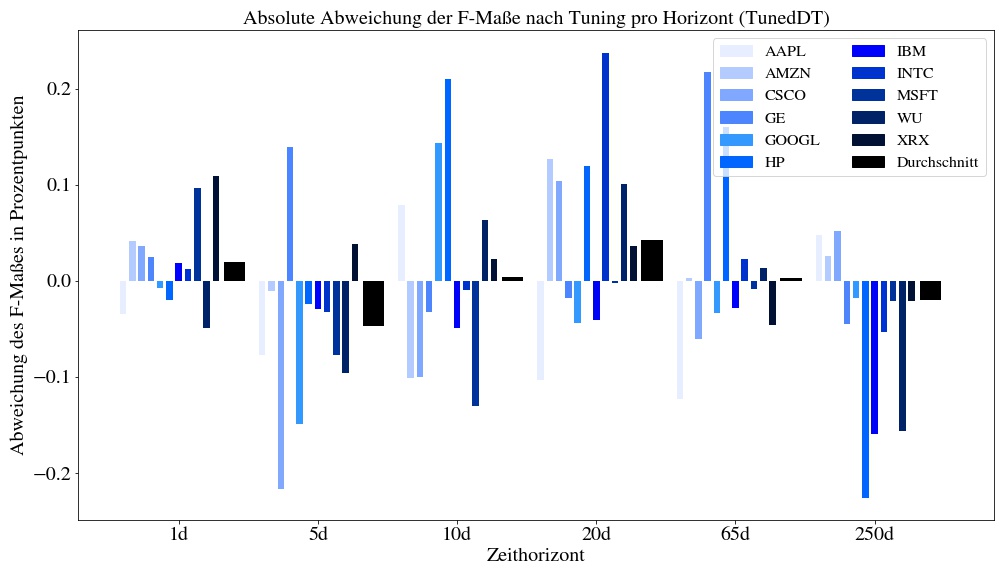 Absolute Abweichung der F-Maße nach Tuning pro Horizont (TunedDT)
Abweichung des F-Maßes in Prozentpunkten
0.2
0.1
0.0
−0.1
−0.2
AAPL
AMZN
CSCO
GE
GOOGL
HP
IBM
INTC
MSFT
WU
XRX
Durchschnitt
1d
5d
10d
20d
65d
250d
Zeithorizont